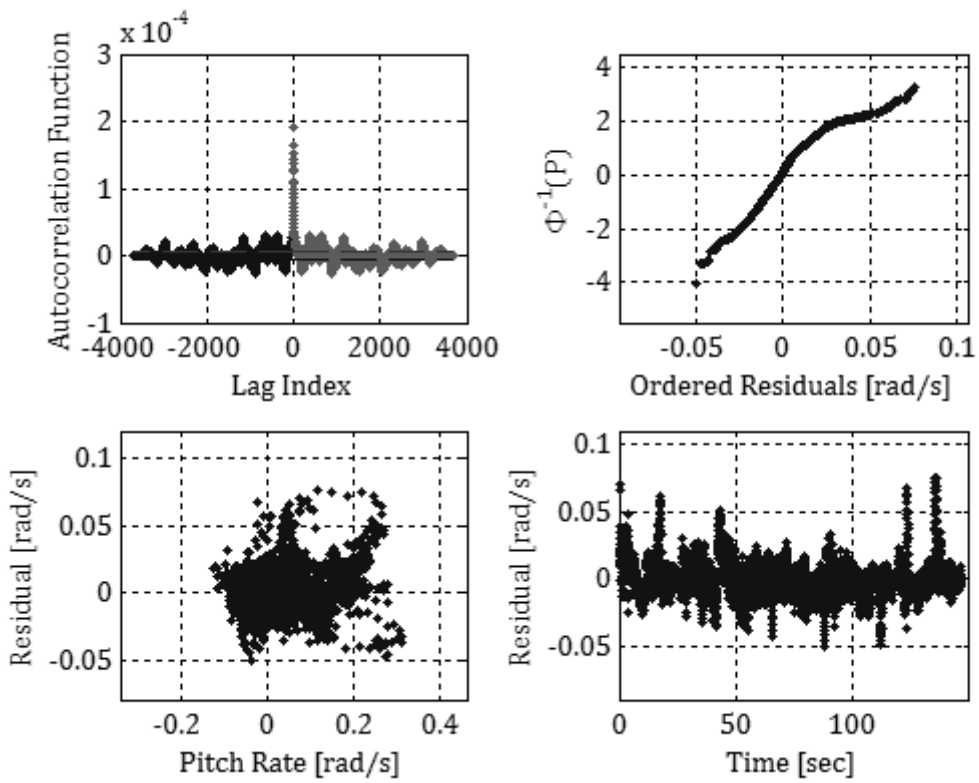 x 10⁻⁴
Autocorrelation Function
3
2
1
0
-1
-4000 -2000 0 2000 4000
Lag Index
Φ⁻¹(P)
4
2
0
-2
-4
-0.05 0 0.05 0.1
Ordered Residuals [rad/s]
Residual [rad/s]
0.1
0.05
0
-0.05
-0.2 0 0.2 0.4
Pitch Rate [rad/s]
Residual [rad/s]
0.1
0.05
0
-0.05
0 50 100
Time [sec]